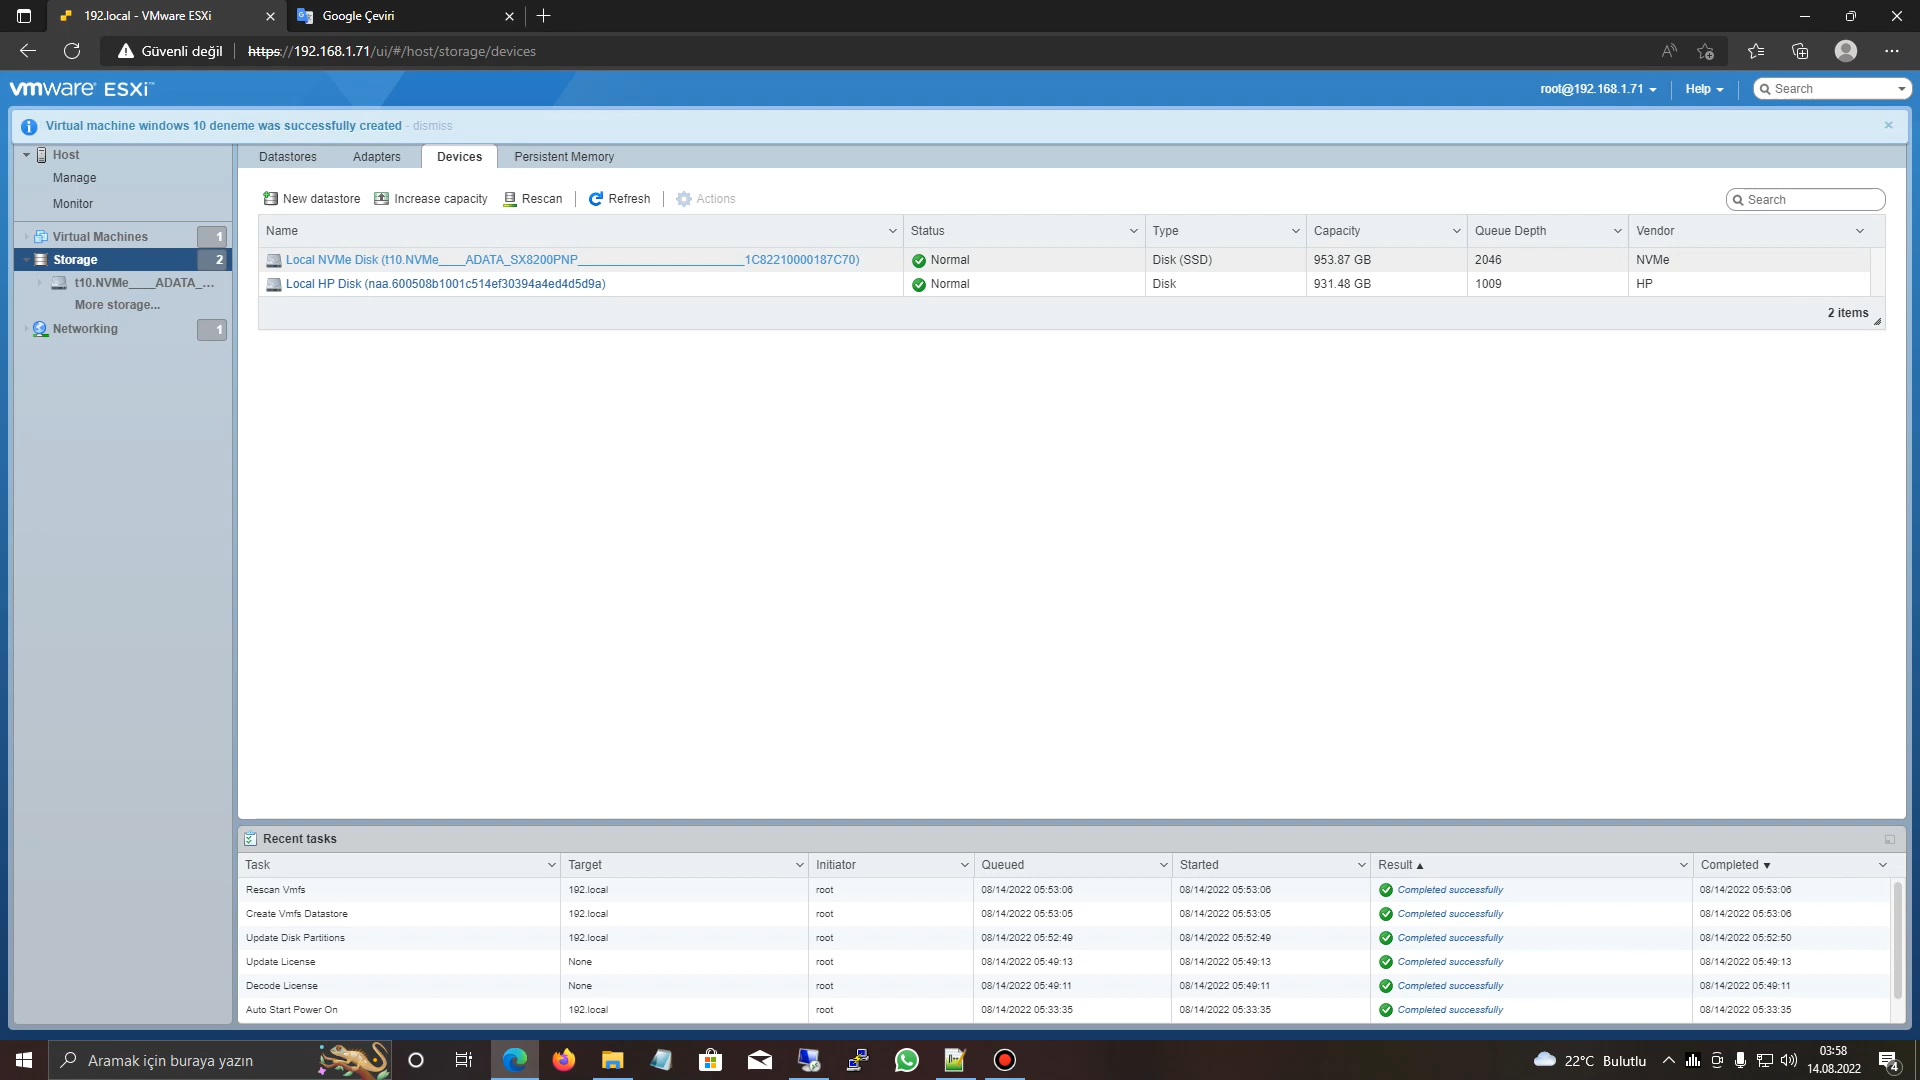 192.local - VMware ESXi
Google Çeviri
Güvenli değil
https://192.168.1.71/ui/#/host/storage/devices
vmware ESXi™
root@192.168.1.71
Help
Search
Virtual machine windows 10 deneme was successfully created - dismiss
Host
Manage
Monitor
Virtual Machines 1
Storage 2
t10.NVMe____ADATA_...
More storage...
Networking 1
Datastores Adapters Devices Persistent Memory
New datastore Increase capacity Rescan Refresh Actions
Search
Name Status Type Capacity Queue Depth Vendor
Local NVMe Disk (t10.NVMe____ADATA_SX8200PNP_________________________1C82210000187C70) Normal Disk (SSD) 953.87 GB 2046 NVMe
Local HP Disk (naa.600508b1001c514ef30394a4ed4d5d9a) Normal Disk 931.48 GB 1009 HP
2 items
Recent tasks
Task Target Initiator Queued Started Result Completed
Rescan Vmfs 192.local root 08/14/2022 05:53:06 08/14/2022 05:53:06 Completed successfully 08/14/2022 05:53:06
Create Vmfs Datastore 192.local root 08/14/2022 05:53:05 08/14/2022 05:53:05 Completed successfully 08/14/2022 05:53:06
Update Disk Partitions 192.local root 08/14/2022 05:52:49 08/14/2022 05:52:49 Completed successfully 08/14/2022 05:52:50
Update License None root 08/14/2022 05:49:13 08/14/2022 05:49:13 Completed successfully 08/14/2022 05:49:13
Decode License None root 08/14/2022 05:49:11 08/14/2022 05:49:11 Completed successfully 08/14/2022 05:49:11
Auto Start Power On 192.local root 08/14/2022 05:33:35 08/14/2022 05:33:35 Completed successfully 08/14/2022 05:33:35
Aramak için buraya yazın
22°C Bulutlu
03:58
14.08.2022
4